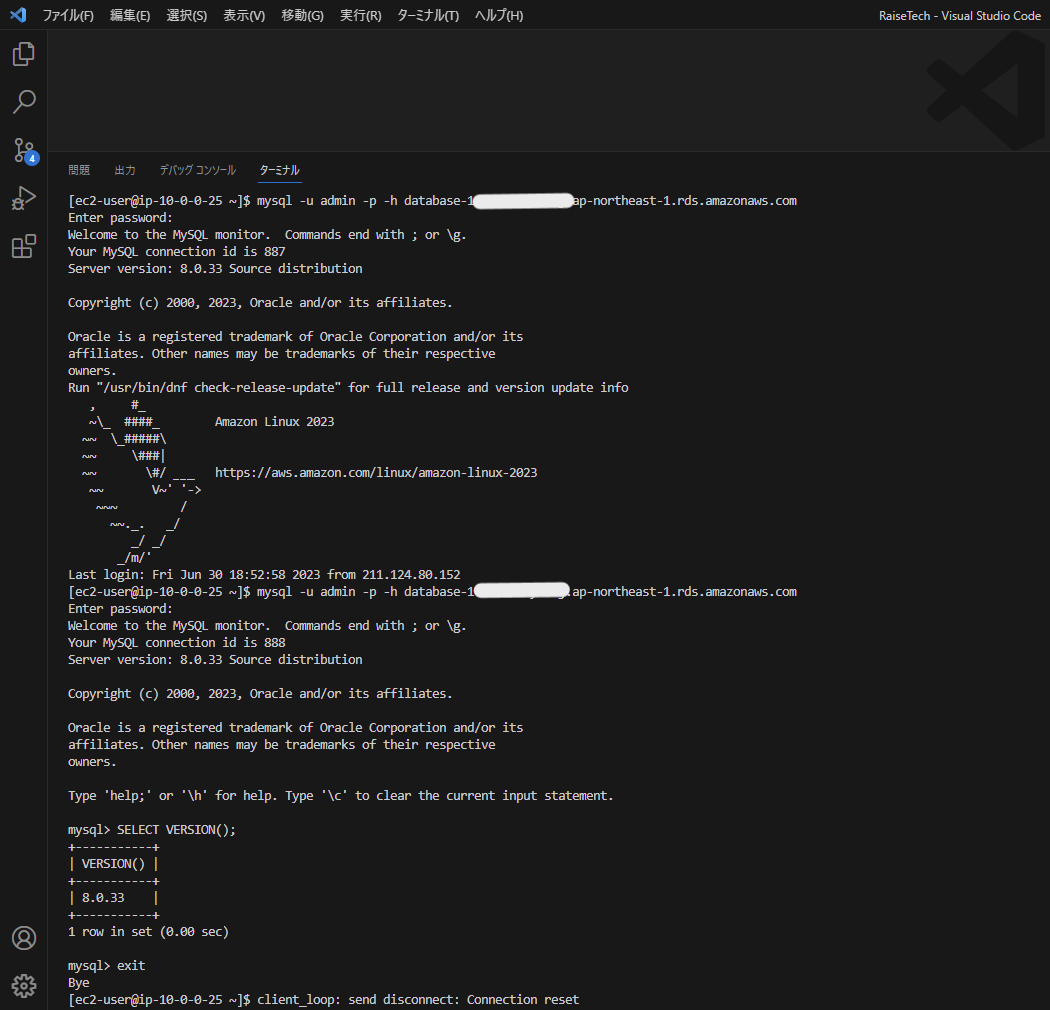 ファイル(F) 編集(E) 選択(S) 表示(V) 移動(G) 実行(R) ターミナル(T) ヘルプ(H) RaiseTech - Visual Studio Code
4
問題 出力 デバッグ コンソール ターミナル
[ec2-user@ip-10-0-0-25 ~]$ mysql -u admin -p -h database-1 ap-northeast-1.rds.amazonaws.com
Enter password:
Welcome to the MySQL monitor.  Commands end with ; or \g.
Your MySQL connection id is 887
Server version: 8.0.33 Source distribution
Copyright (c) 2000, 2023, Oracle and/or its affiliates.
Oracle is a registered trademark of Oracle Corporation and/or its
affiliates. Other names may be trademarks of their respective
owners.
Run "/usr/bin/dnf check-release-update" for full release and version update info
   ,     #_
   ~\_  ####_        Amazon Linux 2023
  ~~  \_#####\
  ~~     \###|
  ~~       \#/ ___   https://aws.amazon.com/linux/amazon-linux-2023
   ~~       V~' '->
    ~~~         /
      ~~._.   _/
         _/ _/
       _/m/'
Last login: Fri Jun 30 18:52:58 2023 from 211.124.80.152
[ec2-user@ip-10-0-0-25 ~]$ mysql -u admin -p -h database-1 .ap-northeast-1.rds.amazonaws.com
Enter password:
Welcome to the MySQL monitor.  Commands end with ; or \g.
Your MySQL connection id is 888
Server version: 8.0.33 Source distribution
Copyright (c) 2000, 2023, Oracle and/or its affiliates.
Oracle is a registered trademark of Oracle Corporation and/or its
affiliates. Other names may be trademarks of their respective
owners.
Type 'help;' or '\h' for help. Type '\c' to clear the current input statement.
mysql> SELECT VERSION();
+-----------+
| VERSION() |
+-----------+
| 8.0.33    |
+-----------+
1 row in set (0.00 sec)
mysql> exit
Bye
[ec2-user@ip-10-0-0-25 ~]$ client_loop: send disconnect: Connection reset